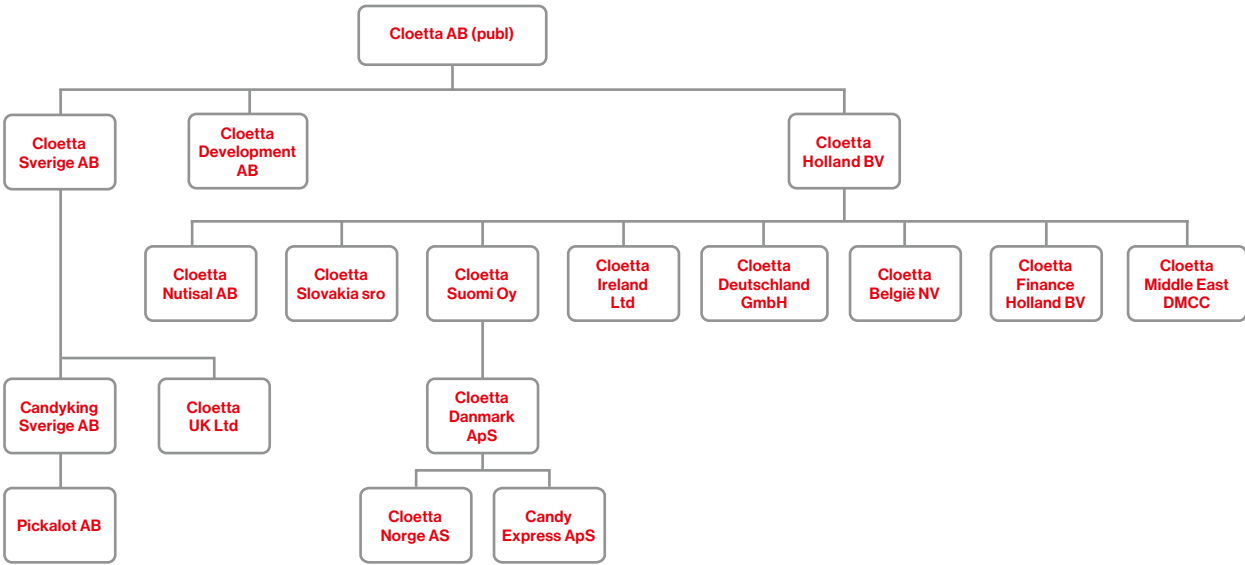 Cloetta AB (publ)
Cloetta
Sverige AB
Cloetta
Development
AB
Cloetta
Holland BV
Cloetta
Nutisal AB
Cloetta
Slovakia sro
Cloetta
Suomi Oy
Cloetta
Ireland
Ltd
Cloetta
Deutschland
GmbH
Cloetta
België NV
Cloetta
Finance
Holland BV
Cloetta
Middle East
DMCC
Candyking
Sverige AB
Cloetta
UK Ltd
Cloetta
Danmark
ApS
Pickalot AB
Cloetta
Norge AS
Candy
Express ApS